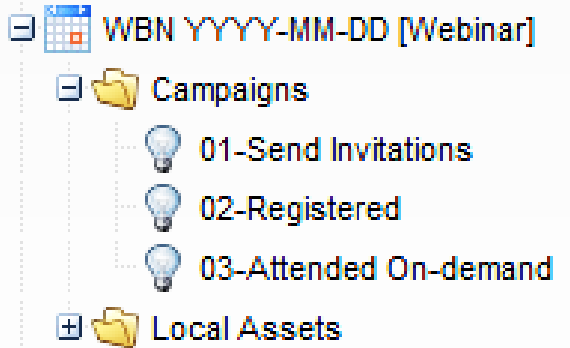 WBN YYYY-MM-DD [Webinar]
Campaigns
01-Send Invitations
02-Registered
03-Attended On-demand
Local Assets